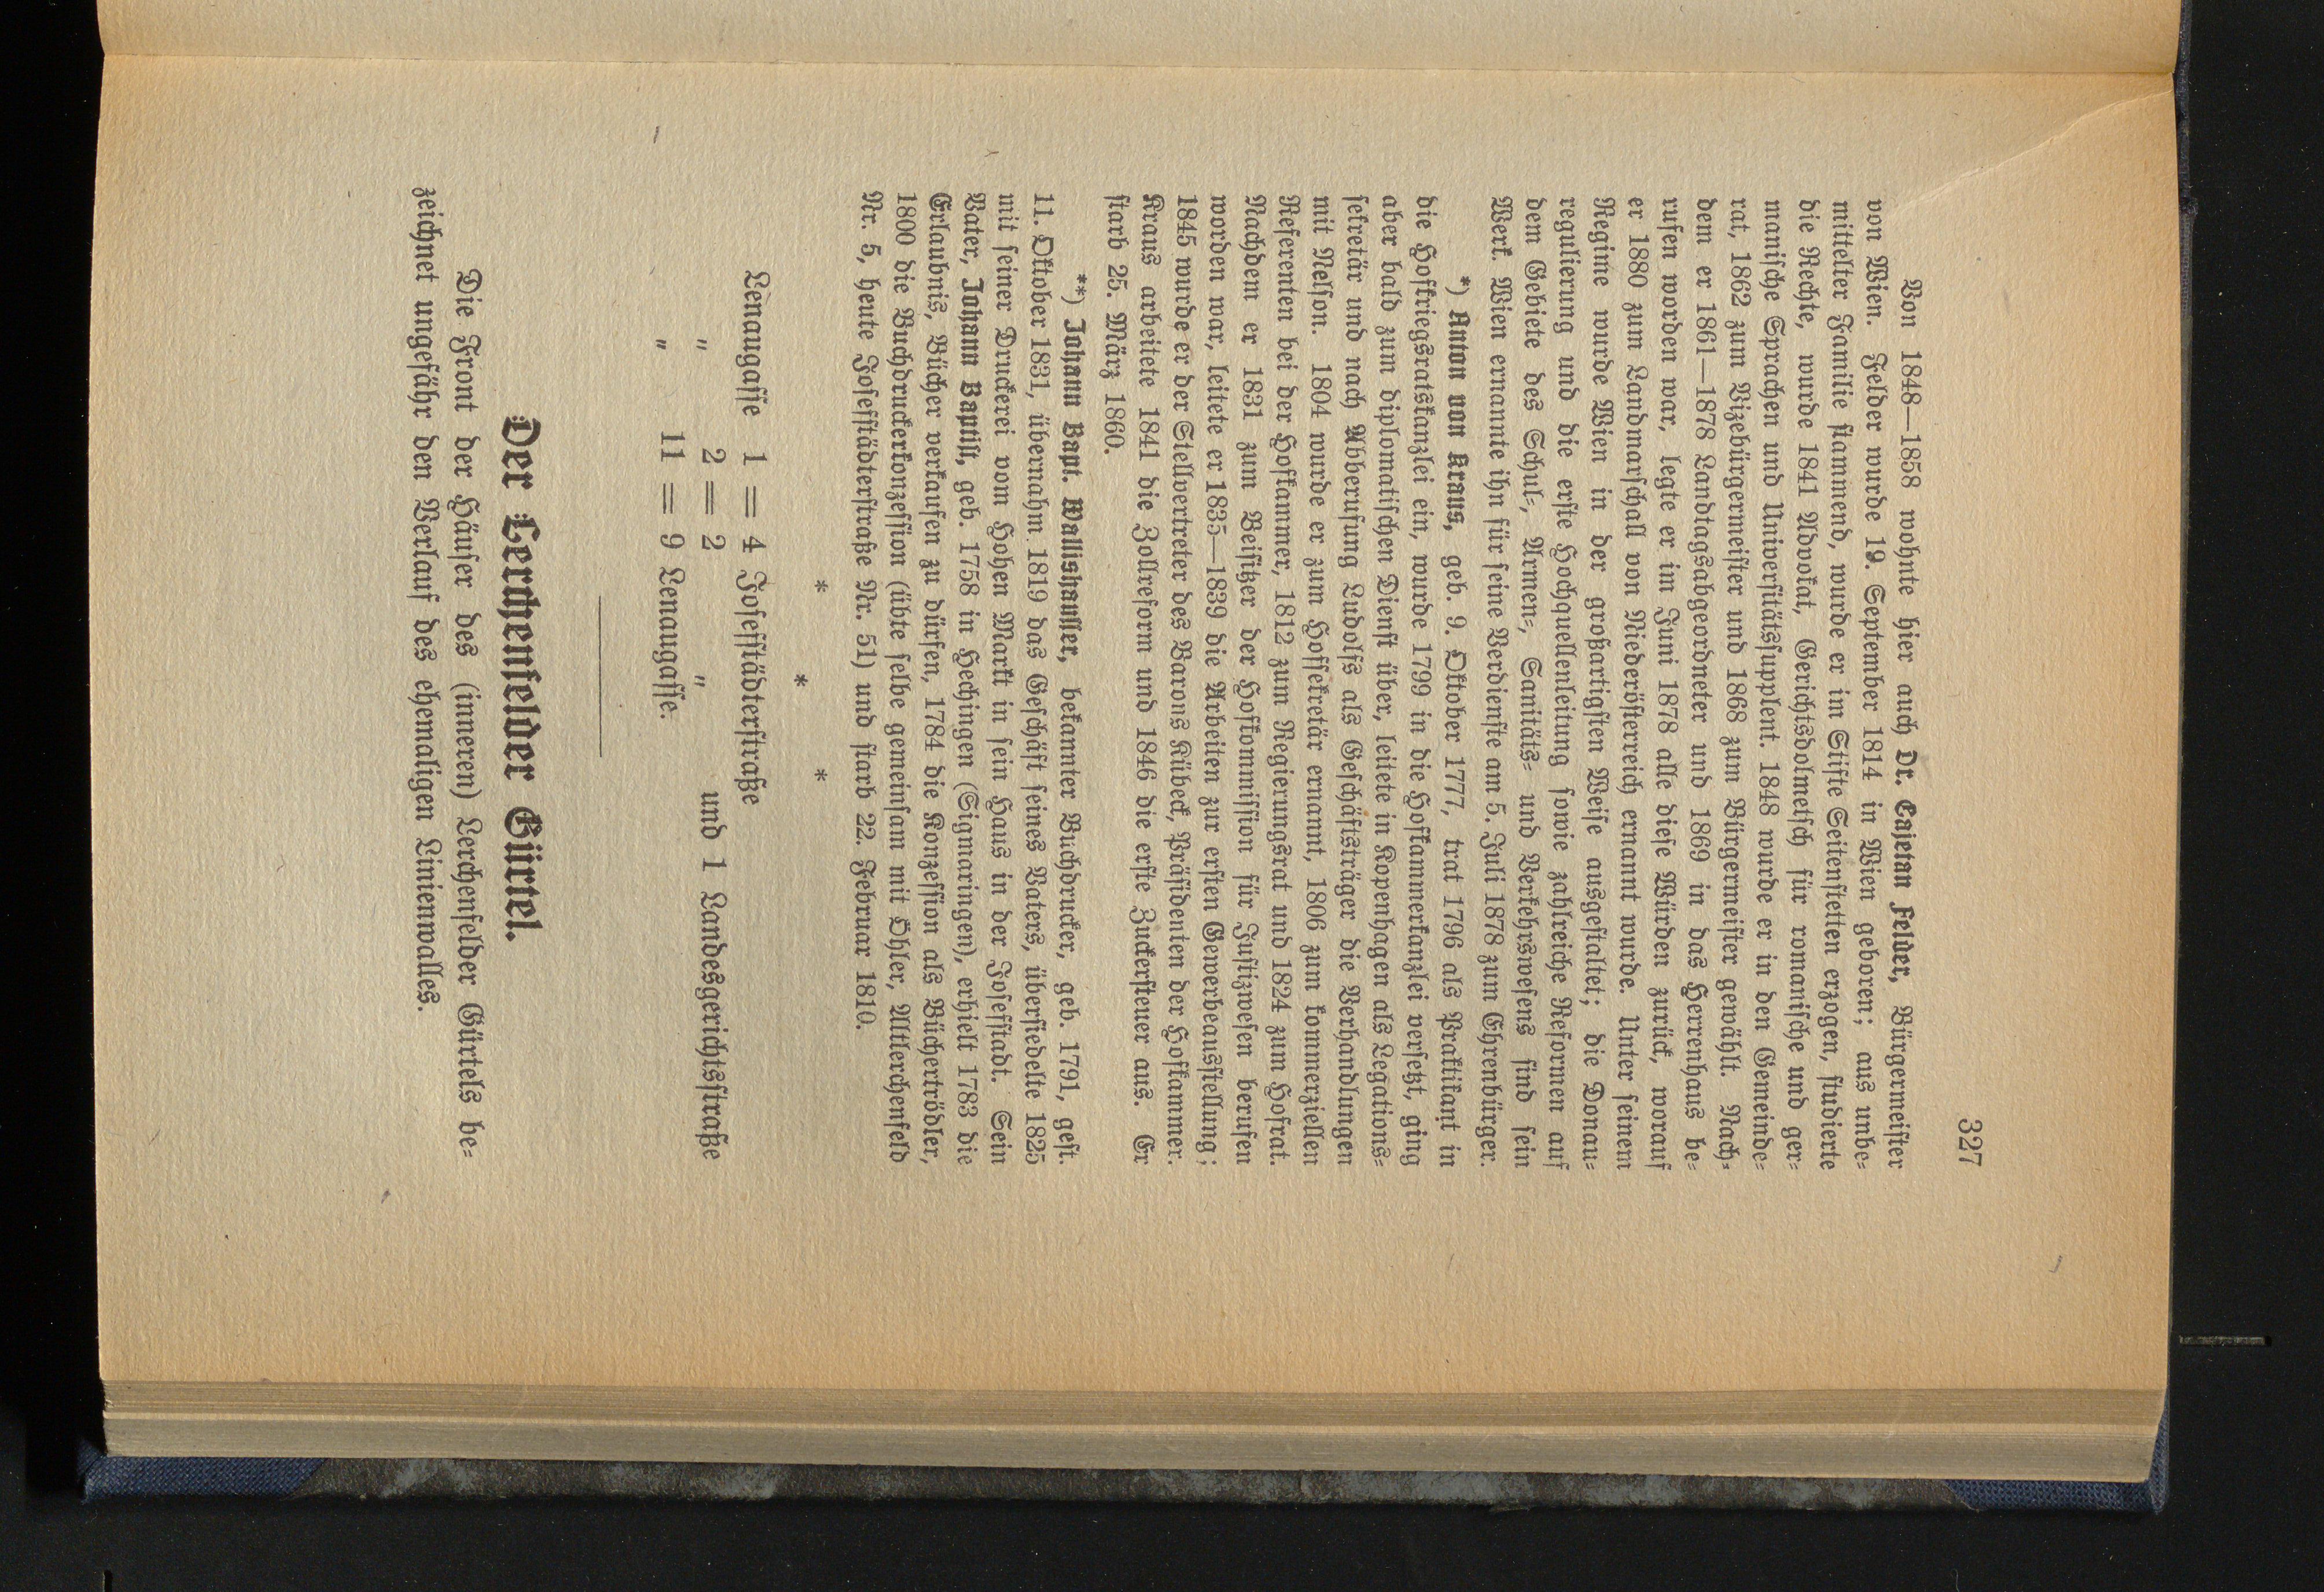 327
Von 1848—1858 wohnte hier auch Dr. Cajetan Felder, Bürgermeister
von Wien. Felder wurde 19. September 1814 in Wien geboren; aus unbe-
mittelter Familie stammend, wurde er im Stifte Seitenstetten erzogen, studierte
die Rechte, wurde 1841 Advokat, Gerichtsdolmetsch für romanische und ger-
manische Sprachen und Universitätssupplent. 1848 wurde er in den Gemeinde-
rat, 1862 zum Vizebürgermeister und 1868 zum Bürgermeister gewählt. Nach-
dem er 1861—1878 Landtagsabgeordneter und 1869 in das Herrenhaus be-
rufen worden war, legte er im Juni 1878 alle diese Würden zurück, worauf
er 1880 zum Landmarschall von Niederösterreich ernannt wurde. Unter seinem
Regime wurde Wien in der großartigsten Weise ausgestaltet; die Donau-
regulierung und die erste Hochquellenleitung sowie zahlreiche Reformen auf
dem Gebiete des Schul-, Armen-, Sanitäts- und Verkehrswesens sind sein
Werk. Wien ernannte ihn für seine Verdienste am 5. Juli 1878 zum Ehrenbürger.
*) Anton von Kraus, geb. 9. Oktober 1777, trat 1796 als Praktikant in
die Hofkriegsratskanzlei ein, wurde 1799 in die Hofkammerkanzlei versetzt, ging
aber bald zum diplomatischen Dienst über, leitete in Kopenhagen als Legations-
sekretär und nach Abberufung Ludolfs als Geschäftsträger die Verhandlungen
mit Nelson. 1804 wurde er zum Hofsekretär ernannt, 1806 zum kommerziellen
Referenten bei der Hofkammer, 1812 zum Regierungsrat und 1824 zum Hofrat.
Nachdem er 1831 zum Beisitzer der Hofkommission für Justizwesen berufen
worden war, leitete er 1835—1839 die Arbeiten zur ersten Gewerbeausstellung;
1845 wurde er der Stellvertreter des Barons Kübeck, Präsidenten der Hofkammer.
Kraus arbeitete 1841 die Zollreform und 1846 die erste Zuckersteuer aus. Er
starb 25. März 1860.
**) Johann Bapt. Wallishausser, bekannter Buchdrucker, geb. 1791, gest.
11. Oktober 1831, übernahm 1819 das Geschäft seines Vaters, übersiedelte 1825
mit seiner Druckerei vom Hohen Markt in sein Haus in der Josefstadt. Sein
Vater, Johann Baptist, geb. 1758 in Hechingen (Sigmaringen), erhielt 1783 die
Erlaubnis, Bücher verkaufen zu dürfen, 1784 die Konzession als Büchertrödler,
1800 die Buchdruckerkonzession (übte selbe gemeinsam mit Öhler, Altlerchenfeld
Nr. 5, heute Josefstädterstraße Nr. 51) und starb 22. Februar 1810.
* * *
Lenaugasse 1 = 4 Josefstädterstraße
" 2 = 2 " und 1 Landesgerichtsstraße
" 11 = 9 Lenaugasse.
Der Lerchenfelder Gürtel.
Die Front der Häuser des (inneren) Lerchenfelder Gürtels be-
zeichnet ungefähr den Verlauf des ehemaligen Linienwalles.